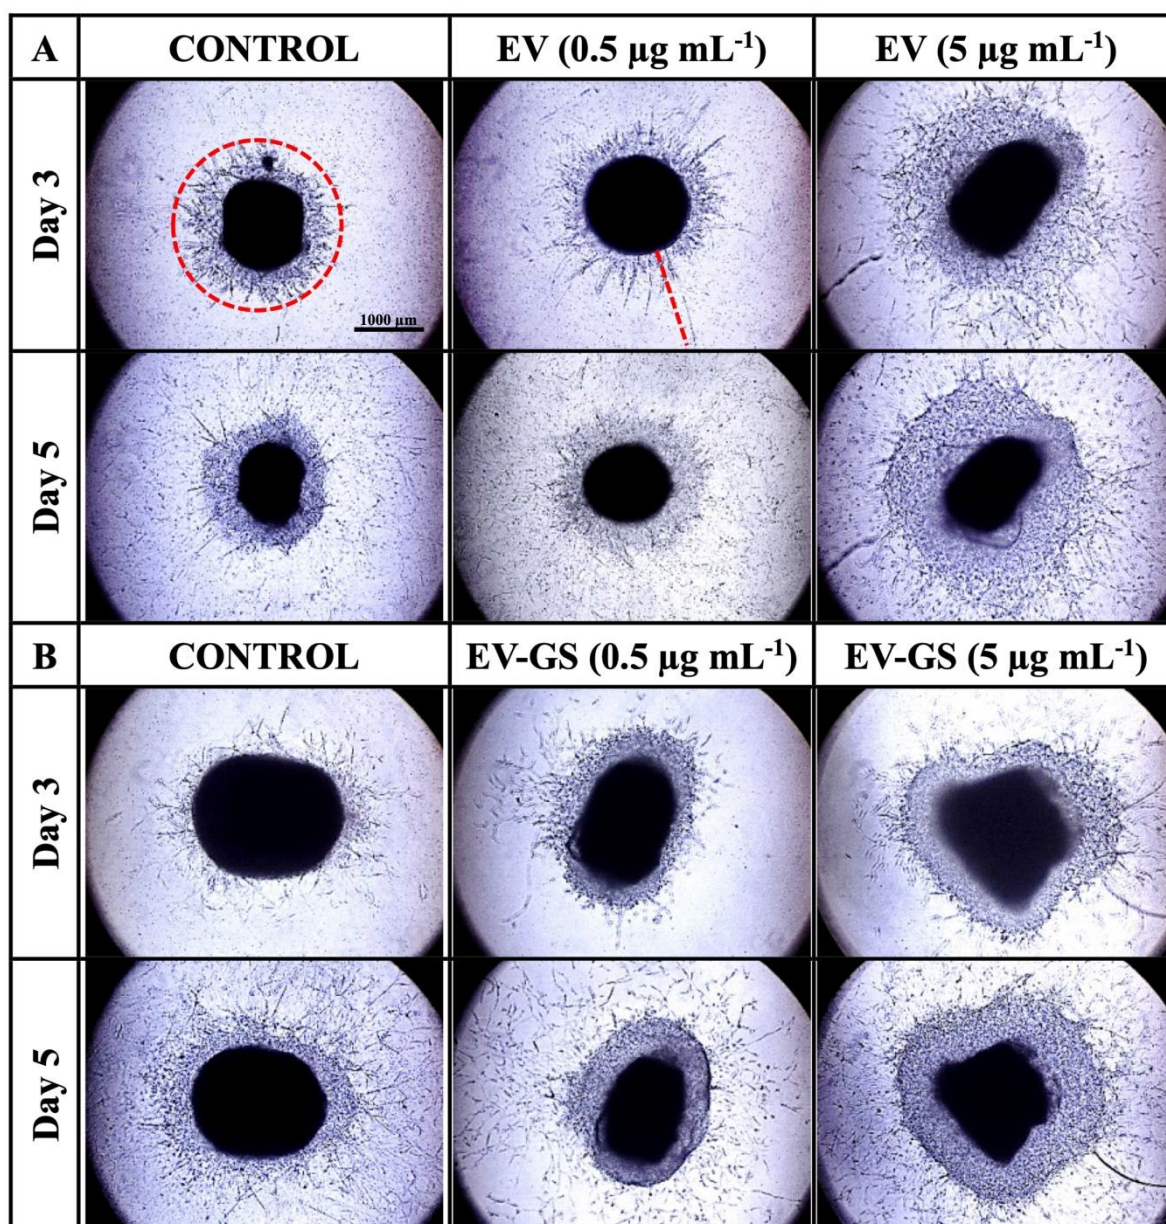 A CONTROL EV (0.5 µg mL⁻¹) EV (5 µg mL⁻¹)
Day 3
1000 µm
Day 5
B CONTROL EV-GS (0.5 µg mL⁻¹) EV-GS (5 µg mL⁻¹)
Day 3
Day 5